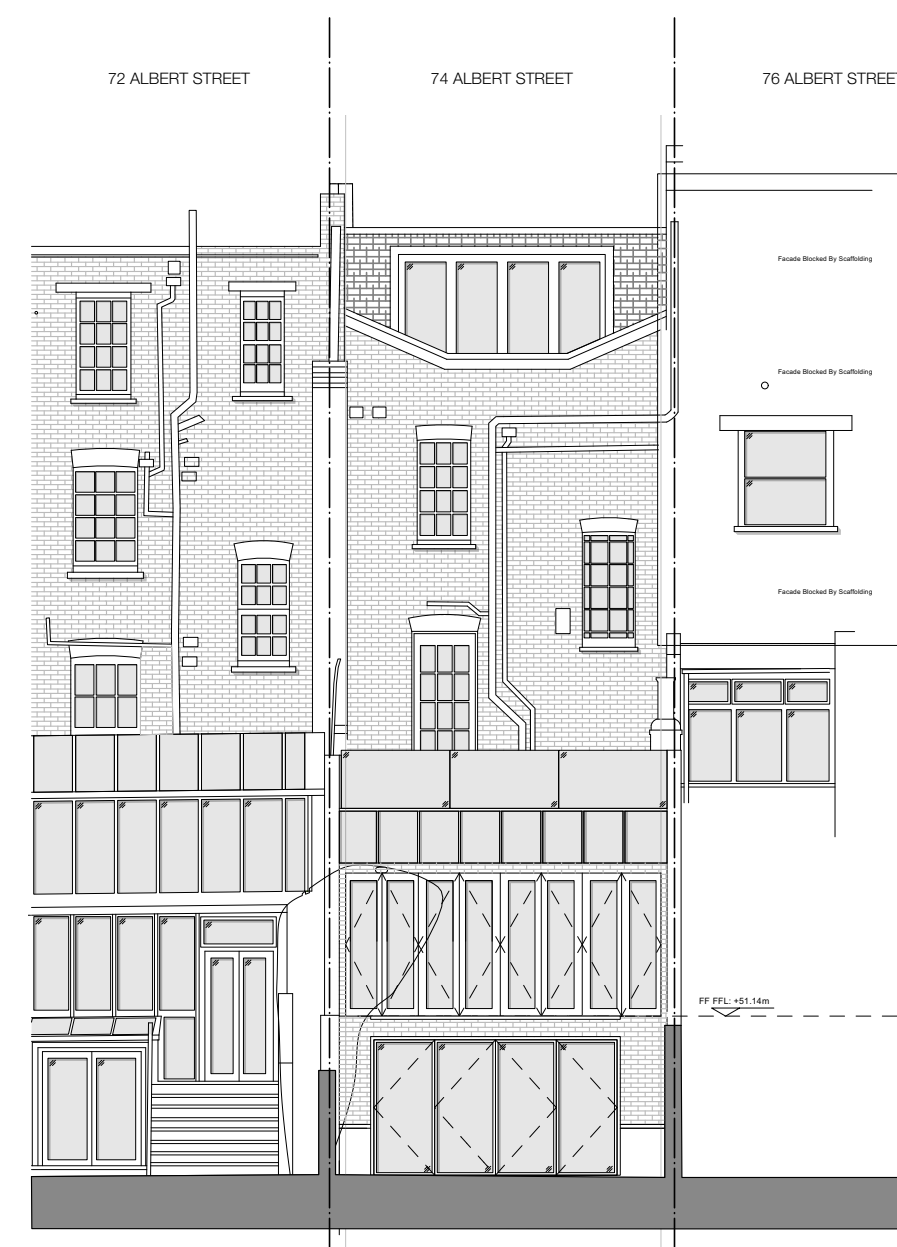 72 ALBERT STREET
74 ALBERT STREET
76 ALBERT STREET
Facade Blocked By Scaffolding
Facade Blocked By Scaffolding
Facade Blocked By Scaffolding
FF FFL: +51.14m